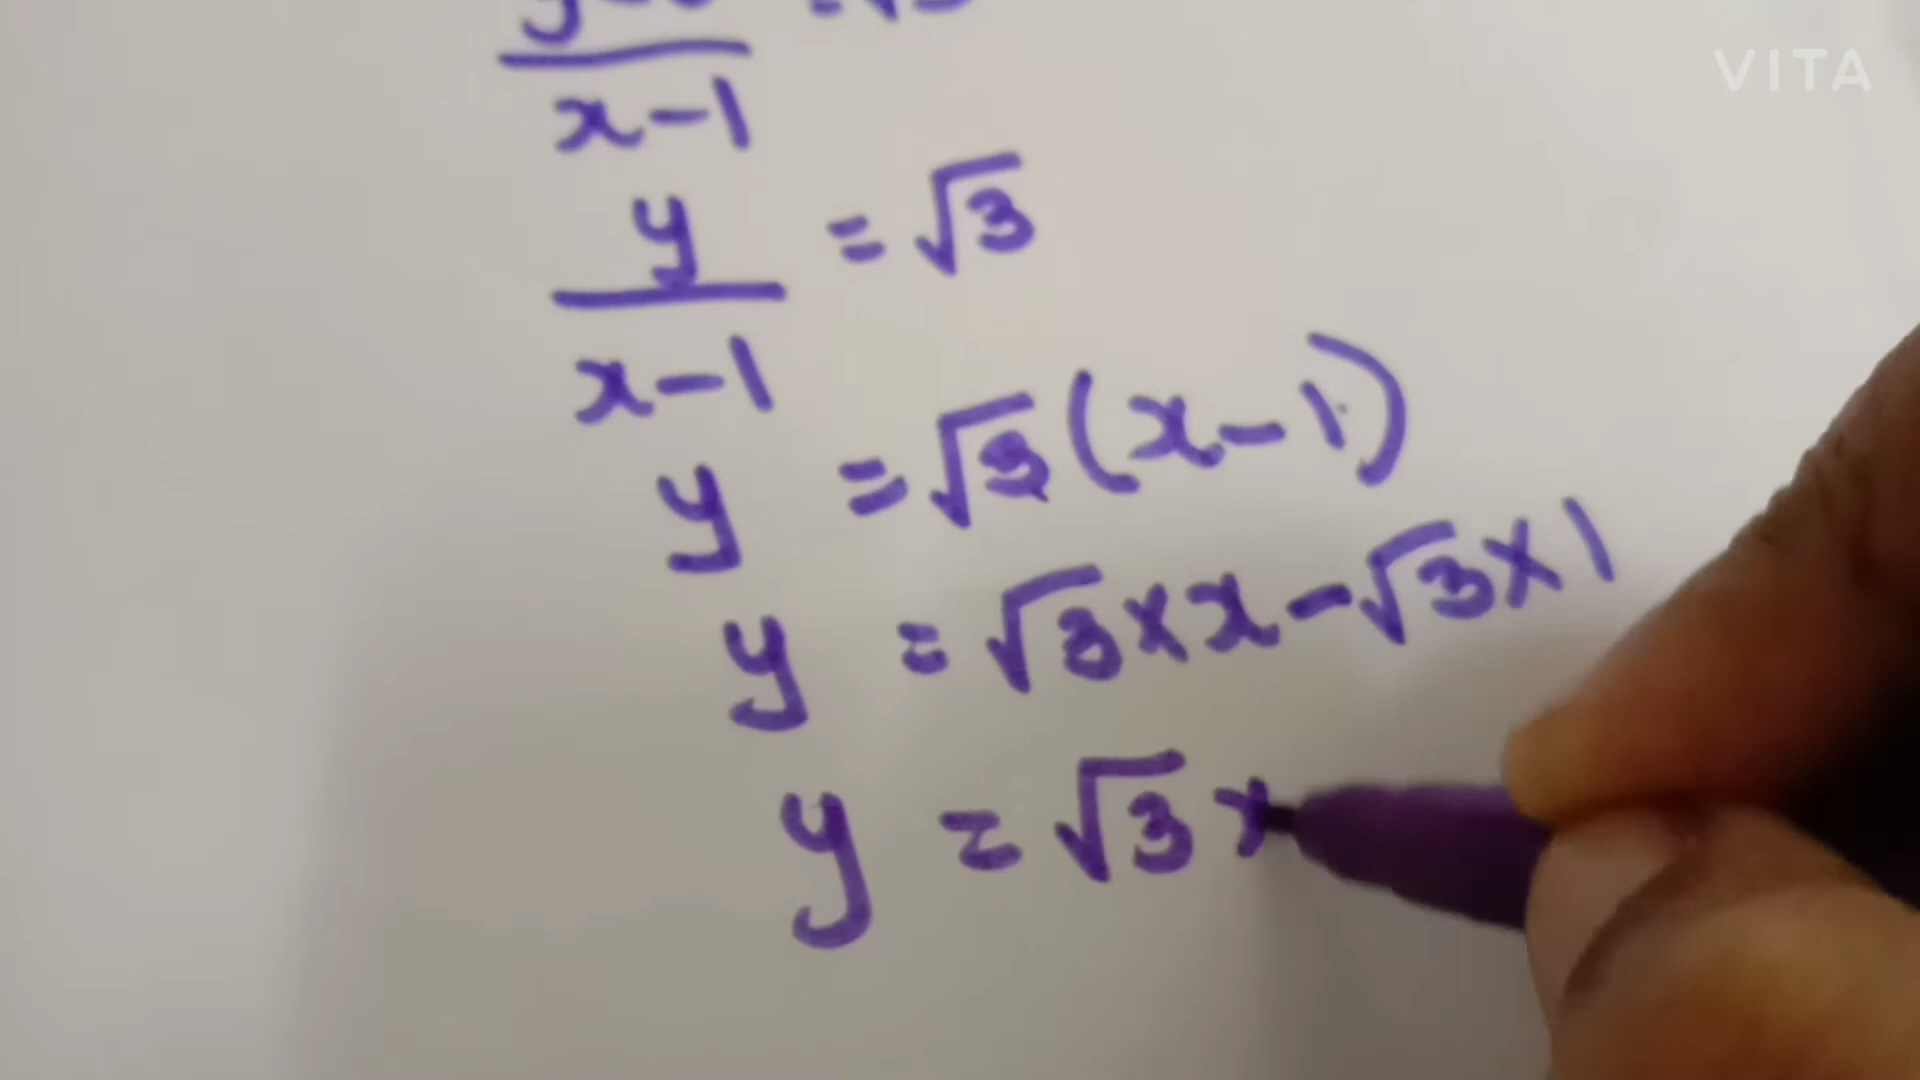 VITA
x-1
y/x-1 = √3
y = √3(x-1)
y = √3×x-√3×1
y = √3x